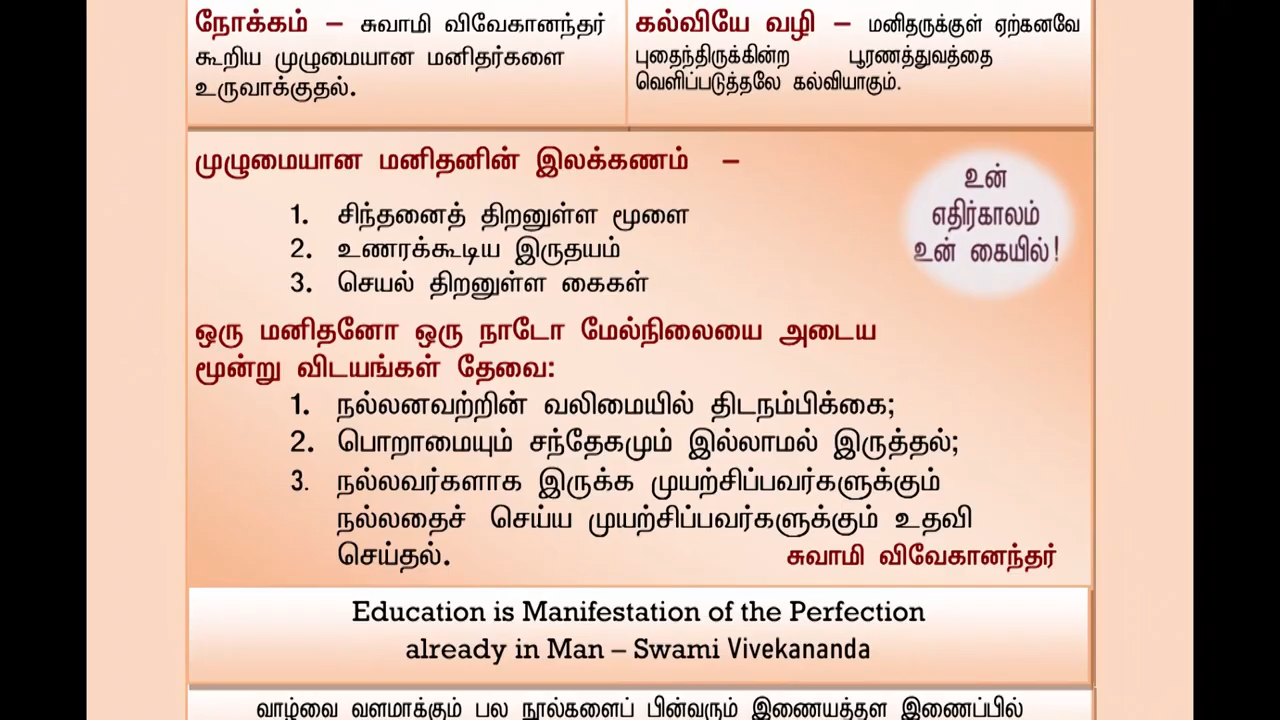 நோக்கம் – சுவாமி விவேகானந்தர்
கூறிய முழுமையான மனிதர்களை
உருவாக்குதல்.
கல்வியே வழி – மனிதருக்குள் ஏற்கனவே
புதைந்திருக்கின்ற பூரணத்துவத்தை
வெளிப்படுத்தலே கல்வியாகும்.
முழுமையான மனிதனின் இலக்கணம் –
1. சிந்தனைத் திறனுள்ள மூளை
2. உணரக்கூடிய இருதயம்
3. செயல் திறனுள்ள கைகள்
உன்
எதிர்காலம்
உன் கையில்!
ஒரு மனிதனோ ஒரு நாடோ மேல்நிலையை அடைய
மூன்று விடயங்கள் தேவை:
1. நல்லனவற்றின் வலிமையில் திடநம்பிக்கை;
2. பொறாமையும் சந்தேகமும் இல்லாமல் இருத்தல்;
3. நல்லவர்களாக இருக்க முயற்சிப்பவர்களுக்கும்
நல்லதைச் செய்ய முயற்சிப்பவர்களுக்கும் உதவி
செய்தல். சுவாமி விவேகானந்தர்
Education is Manifestation of the Perfection
already in Man – Swami Vivekananda
வாழ்வை வளமாக்கும் பல நூல்களைப் பின்வரும் இணையத்தள இணைப்பில்